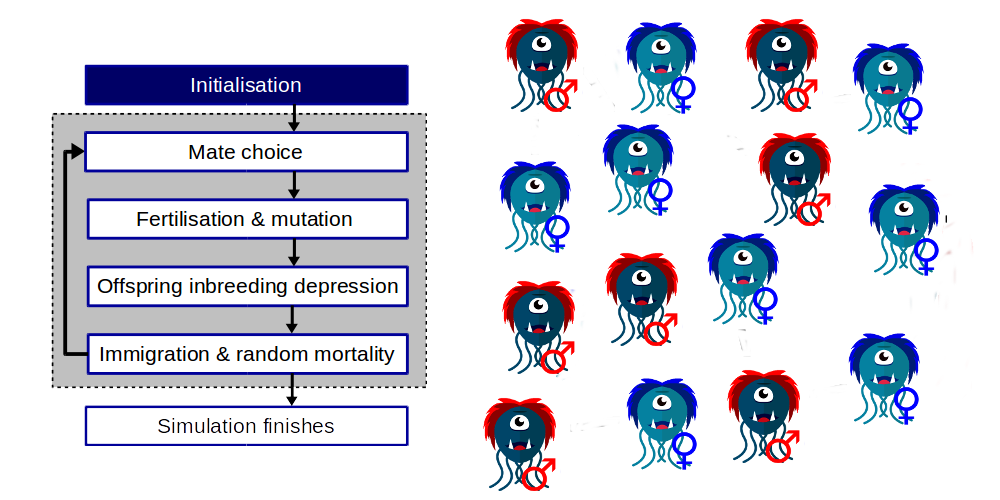 Initialisation
Mate choice
Fertilisation & mutation
Offspring inbreeding depression
Immigration & random mortality
Simulation finishes